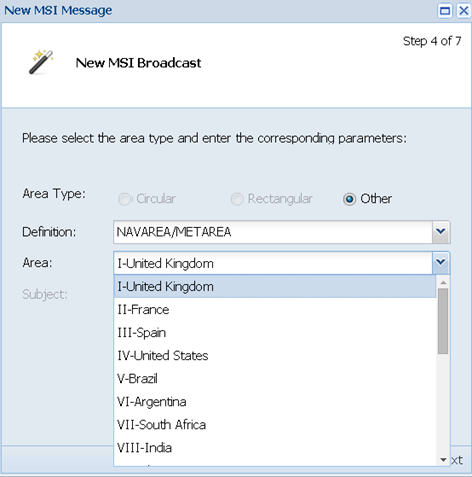 New MSI Message
Step 4 of 7
New MSI Broadcast
Please select the area type and enter the corresponding parameters:
Area Type: Circular Rectangular Other
Definition: NAVAREA/METAREA
Area: I-United Kingdom
Subject:
I-United Kingdom
II-France
III-Spain
IV-United States
V-Brazil
VI-Argentina
VII-South Africa
VIII-India
xt